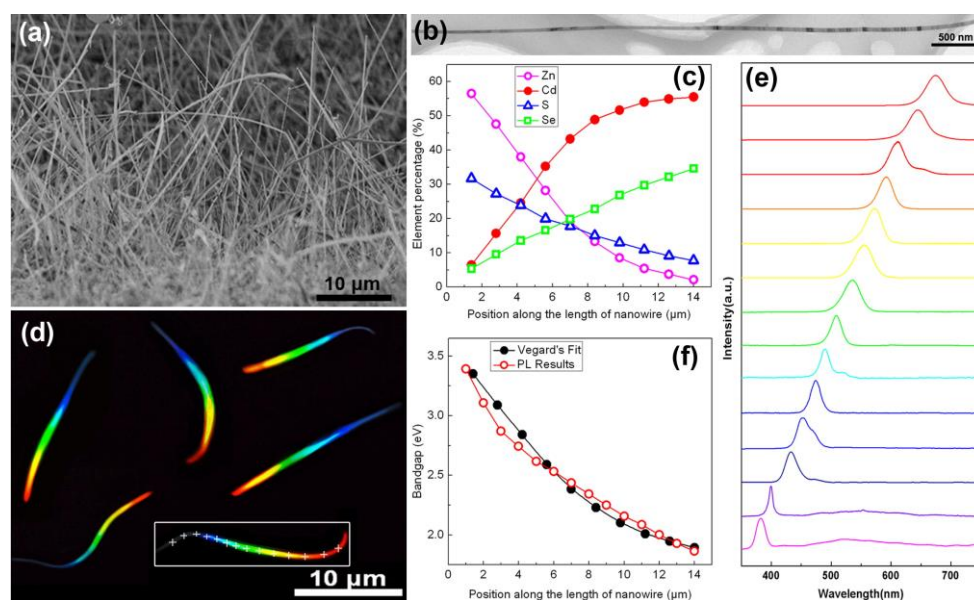 (a)
10 µm
(b)
500 nm
(c)
Zn
Cd
S
Se
Element percentage (%)
60
50
40
30
20
10
0
0 2 4 6 8 10 12 14
Position along the length of nanowire (µm)
(d)
10 µm
(e)
Intensity(a.u.)
400 500 600 700
Wavelength(nm)
(f)
Vegard's Fit
PL Results
Bandgap (eV)
3.5
3.0
2.5
2.0
0 2 4 6 8 10 12 14
Position along the length of nanowire (µm)